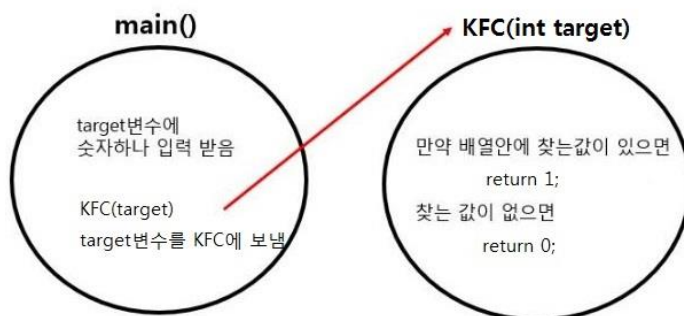 main()
target변수에
숫자하나 입력 받음
KFC(target)
target변수를 KFC에 보냄
KFC(int target)
만약 배열안에 찾는값이 있으면
return 1;
찾는 값이 없으면
return 0;